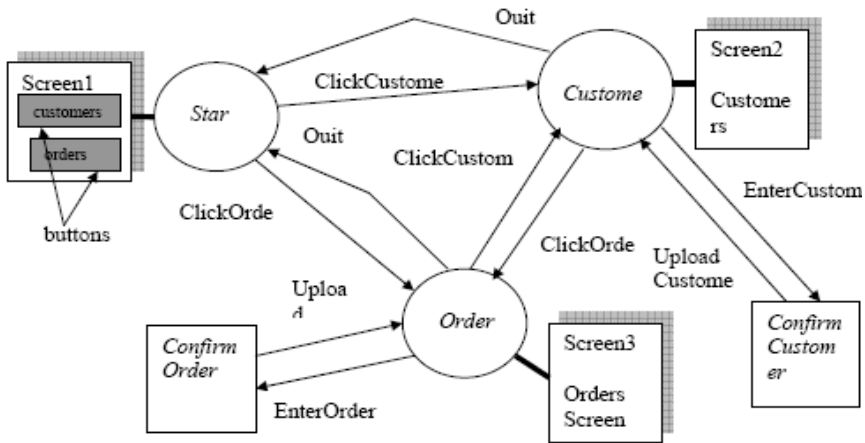 Ouit
Screen1
customers
orders
Star
ClickCustome
Custome
Screen2
Custome
rs
Ouit
ClickCustom
EnterCustom
ClickOrde
buttons
ClickOrde
Upload
Custome
Uploa
d
Order
Confirm
Order
Screen3
Orders
Screen
Confirm
Custom
er
EnterOrder